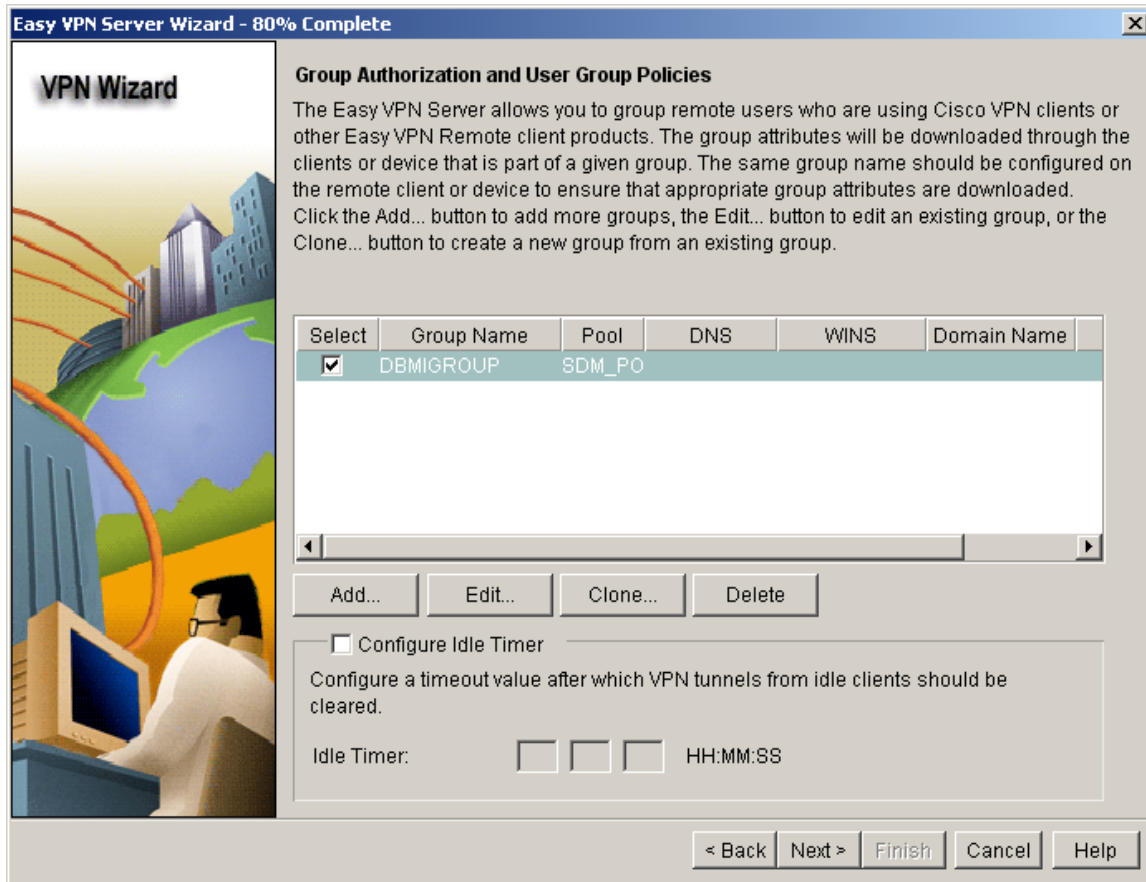 Easy VPN Server Wizard - 80% Complete
VPN Wizard
Group Authorization and User Group Policies
The Easy VPN Server allows you to group remote users who are using Cisco VPN clients or
other Easy VPN Remote client products. The group attributes will be downloaded through the
clients or device that is part of a given group. The same group name should be configured on
the remote client or device to ensure that appropriate group attributes are downloaded.
Click the Add... button to add more groups, the Edit... button to edit an existing group, or the
Clone... button to create a new group from an existing group.
Select Group Name Pool DNS WINS Domain Name
DBMIGROUP SDM_PO
Add... Edit... Clone... Delete
Configure Idle Timer
Configure a timeout value after which VPN tunnels from idle clients should be
cleared.
Idle Timer: HH:MM:SS
< Back Next > Finish Cancel Help